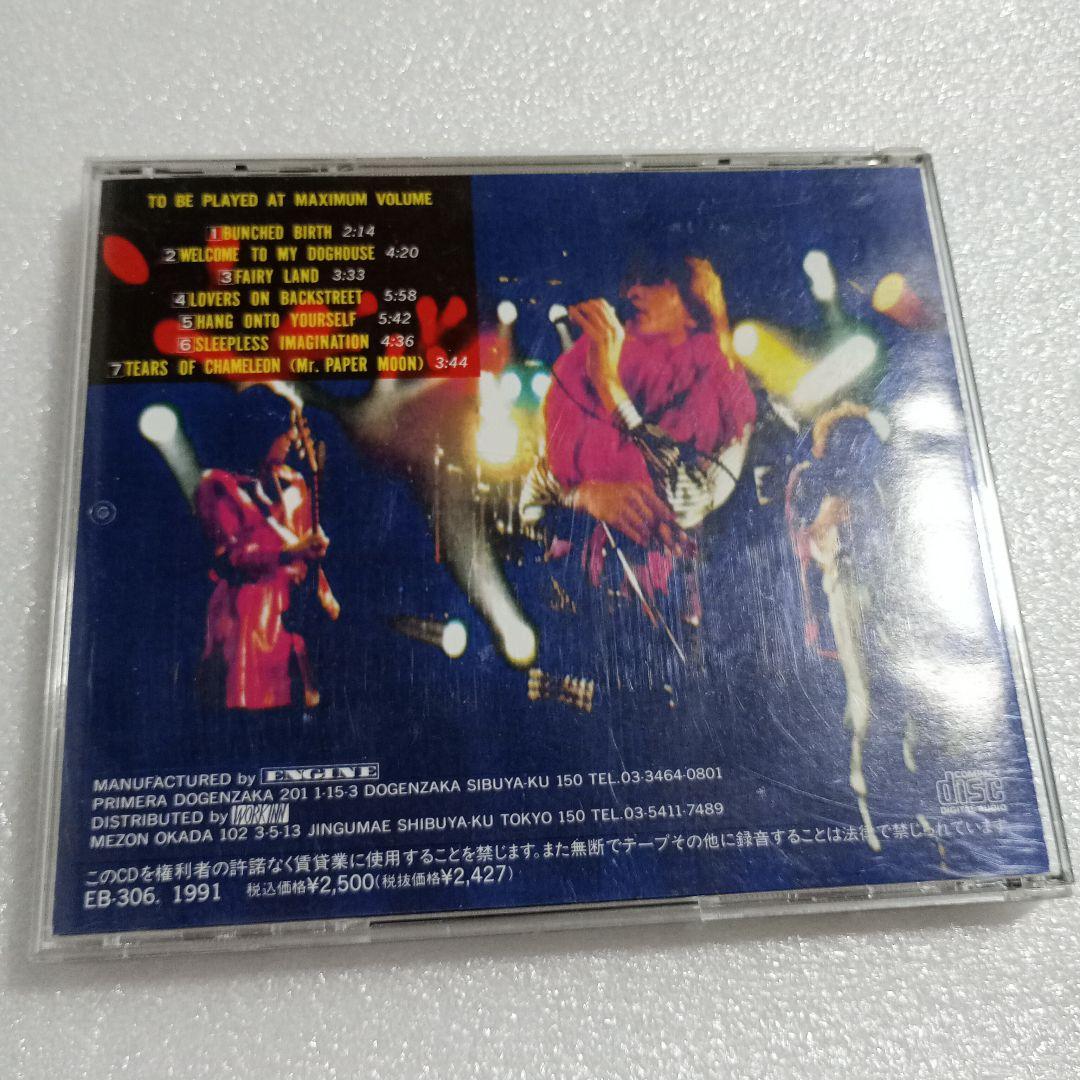 TO BE PLAYED AT MAXIMUM VOLUME
1 BUNCHED BIRTH 2:14
2 WELCOME TO MY DOGHOUSE 4:20
3 FAIRY LAND 3:33
4 LOVERS ON BACKSTREET 5:58
5 HANG ONTO YOURSELF 5:42
6 SLEEPLESS IMAGINATION 4:36
7 TEARS OF CHAMELEON (Mr. PAPER MOON) 3:44
MANUFACTURED by ENGINE
PRIMERA DOGENZAKA 201 1-15-3 DOGENZAKA SIBUYA-KU 150 TEL.03-3464-0801
DISTRIBUTED by WORK INN
MEZON OKADA 102 3-5-13 JINGUMAE SHIBUYA-KU TOKYO 150 TEL.03-5411-7489
COMPACT disc DIGITAL AUDIO
このCDを権利者の許諾なく賃貸業に使用することを禁じます。また無断でテープその他に録音することは法律で禁じられています。
EB-306. 1991 税込価格¥2,500(税抜価格¥2,427)